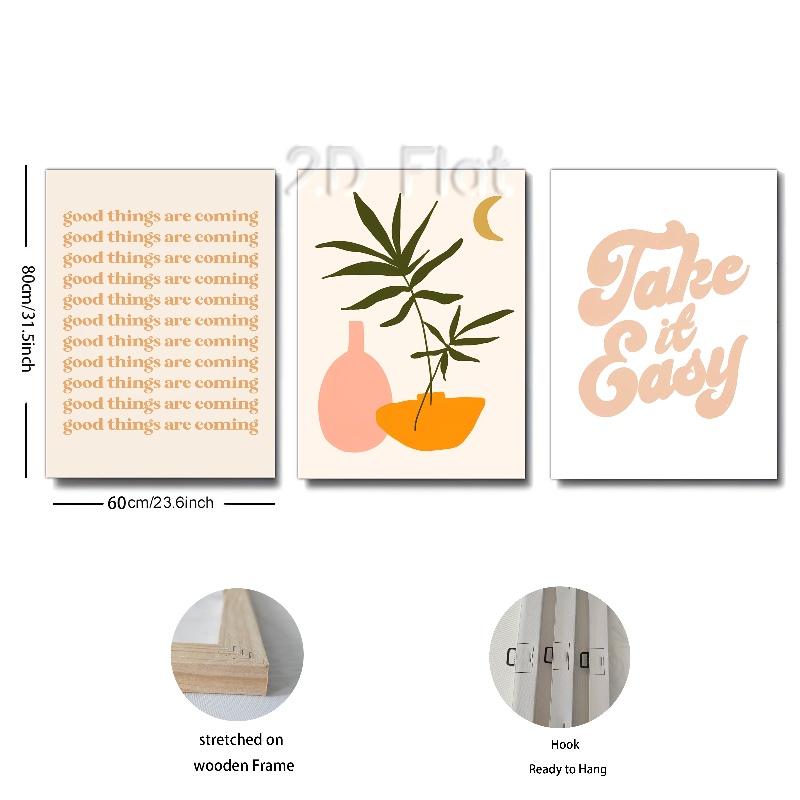 2D Flat
80cm/31.5inch
good things are coming
good things are coming
good things are coming
good things are coming
good things are coming
good things are coming
good things are coming
good things are coming
good things are coming
good things are coming
good things are coming
Take
it
Easy
60cm/23.6inch
stretched on
wooden Frame
Hook
Ready to Hang